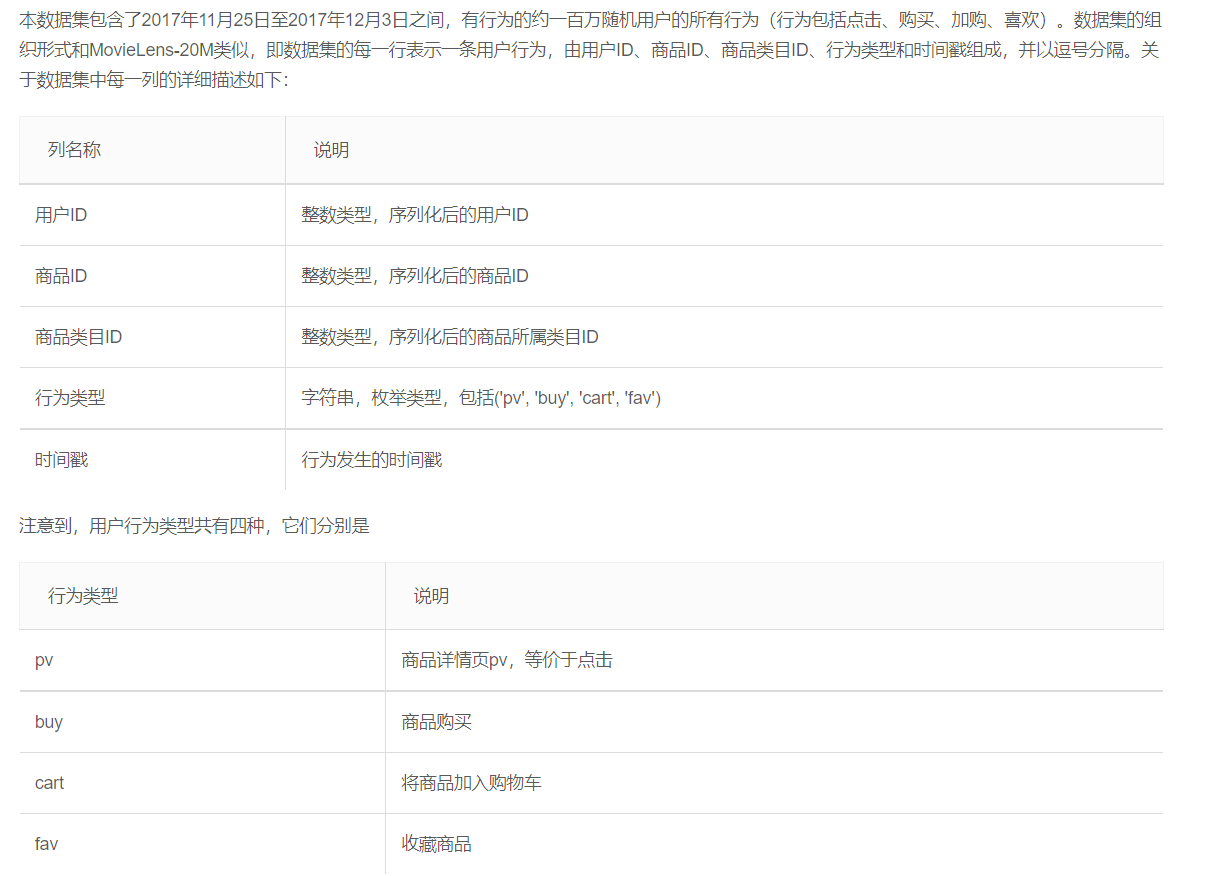 本数据集包含了2017年11月25日至2017年12月3日之间，有行为的约一百万随机用户的所有行为（行为包括点击、购买、加购、喜欢）。数据集的组
织形式和MovieLens-20M类似，即数据集的每一行表示一条用户行为，由用户ID、商品ID、商品类目ID、行为类型和时间戳组成，并以逗号分隔。关
于数据集中每一列的详细描述如下：
列名称 说明
用户ID 整数类型，序列化后的用户ID
商品ID 整数类型，序列化后的商品ID
商品类目ID 整数类型，序列化后的商品所属类目ID
行为类型 字符串，枚举类型，包括('pv', 'buy', 'cart', 'fav')
时间戳 行为发生的时间戳
注意到，用户行为类型共有四种，它们分别是
行为类型 说明
pv 商品详情页pv，等价于点击
buy 商品购买
cart 将商品加入购物车
fav 收藏商品